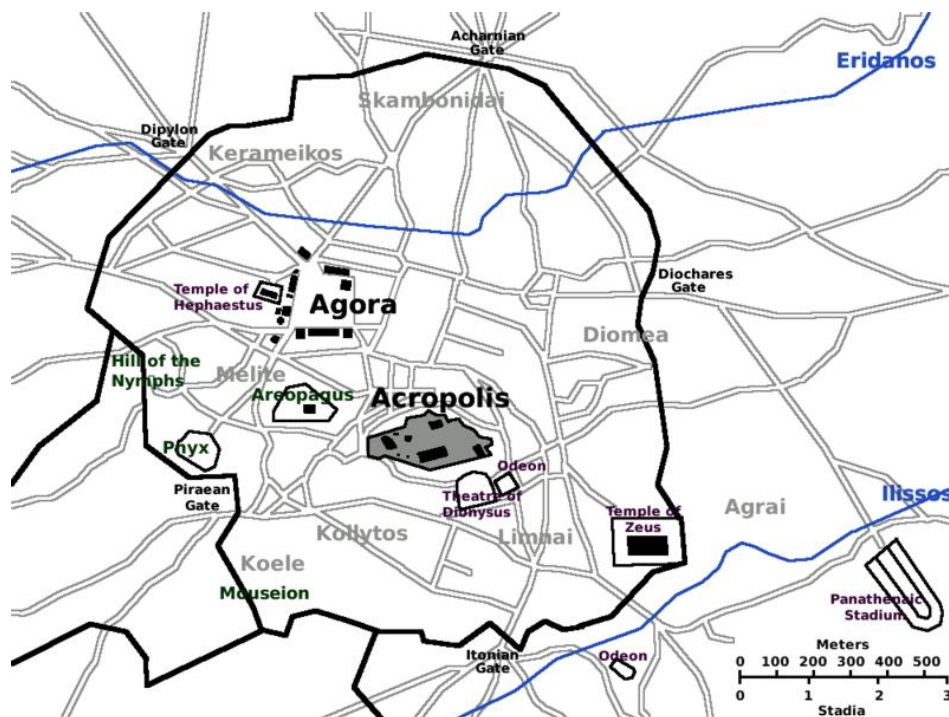 Acharnian
Gate
Eridanos
Skambonidai
Dipylon
Gate
Kerameikos
Temple of
Hephaestus
Agora
Diochares
Gate
Diomea
Hill of the
Nymphs
Melite
Areopagus
Acropolis
Phyx
Odeon
Piraean
Gate
Theatre of
Dionysus
Temple of
Zeus
Agrai
Ilissos
Kollytos
Limnai
Koele
Mouseion
Panathenaic
Stadium
Itonian
Gate
Odeon
Meters
0 100 200 300 400 500
0 1 2 3
Stadia